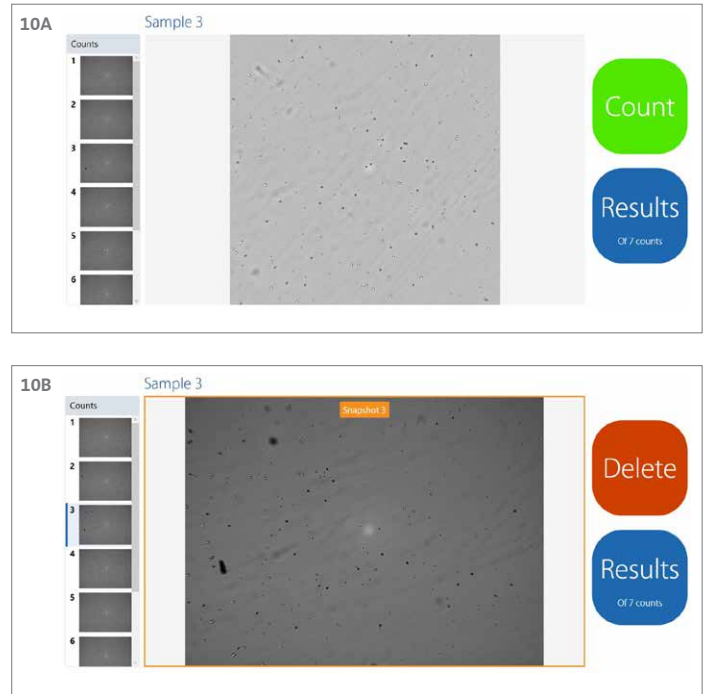 10A
Sample 3
Counts
1
2
3
4
5
6
Count
Results
Of 7 counts
10B
Sample 3
Counts
1
2
3
4
5
6
Snapshot 3
Delete
Results
Of 7 counts